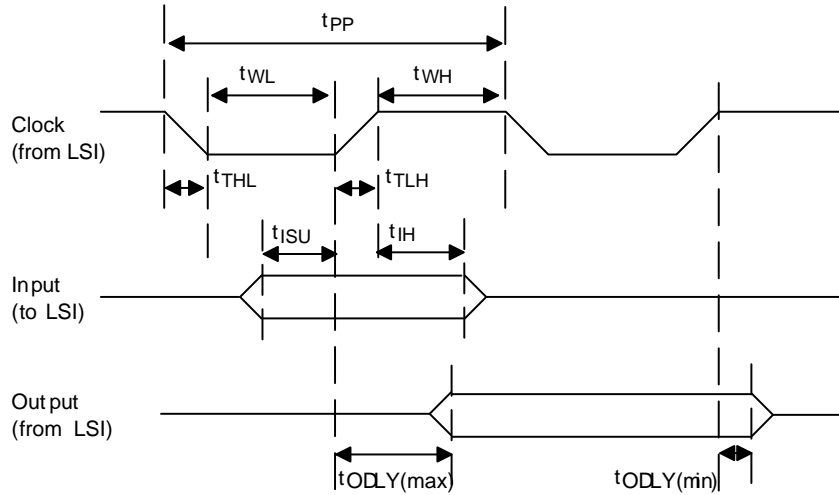 tPP
tWL
tWH
Clock
(from LSI)
tTHL
tTLH
tISU
tIH
Input
(to LSI)
Output
(from LSI)
tODLY(max)
tODLY(min)